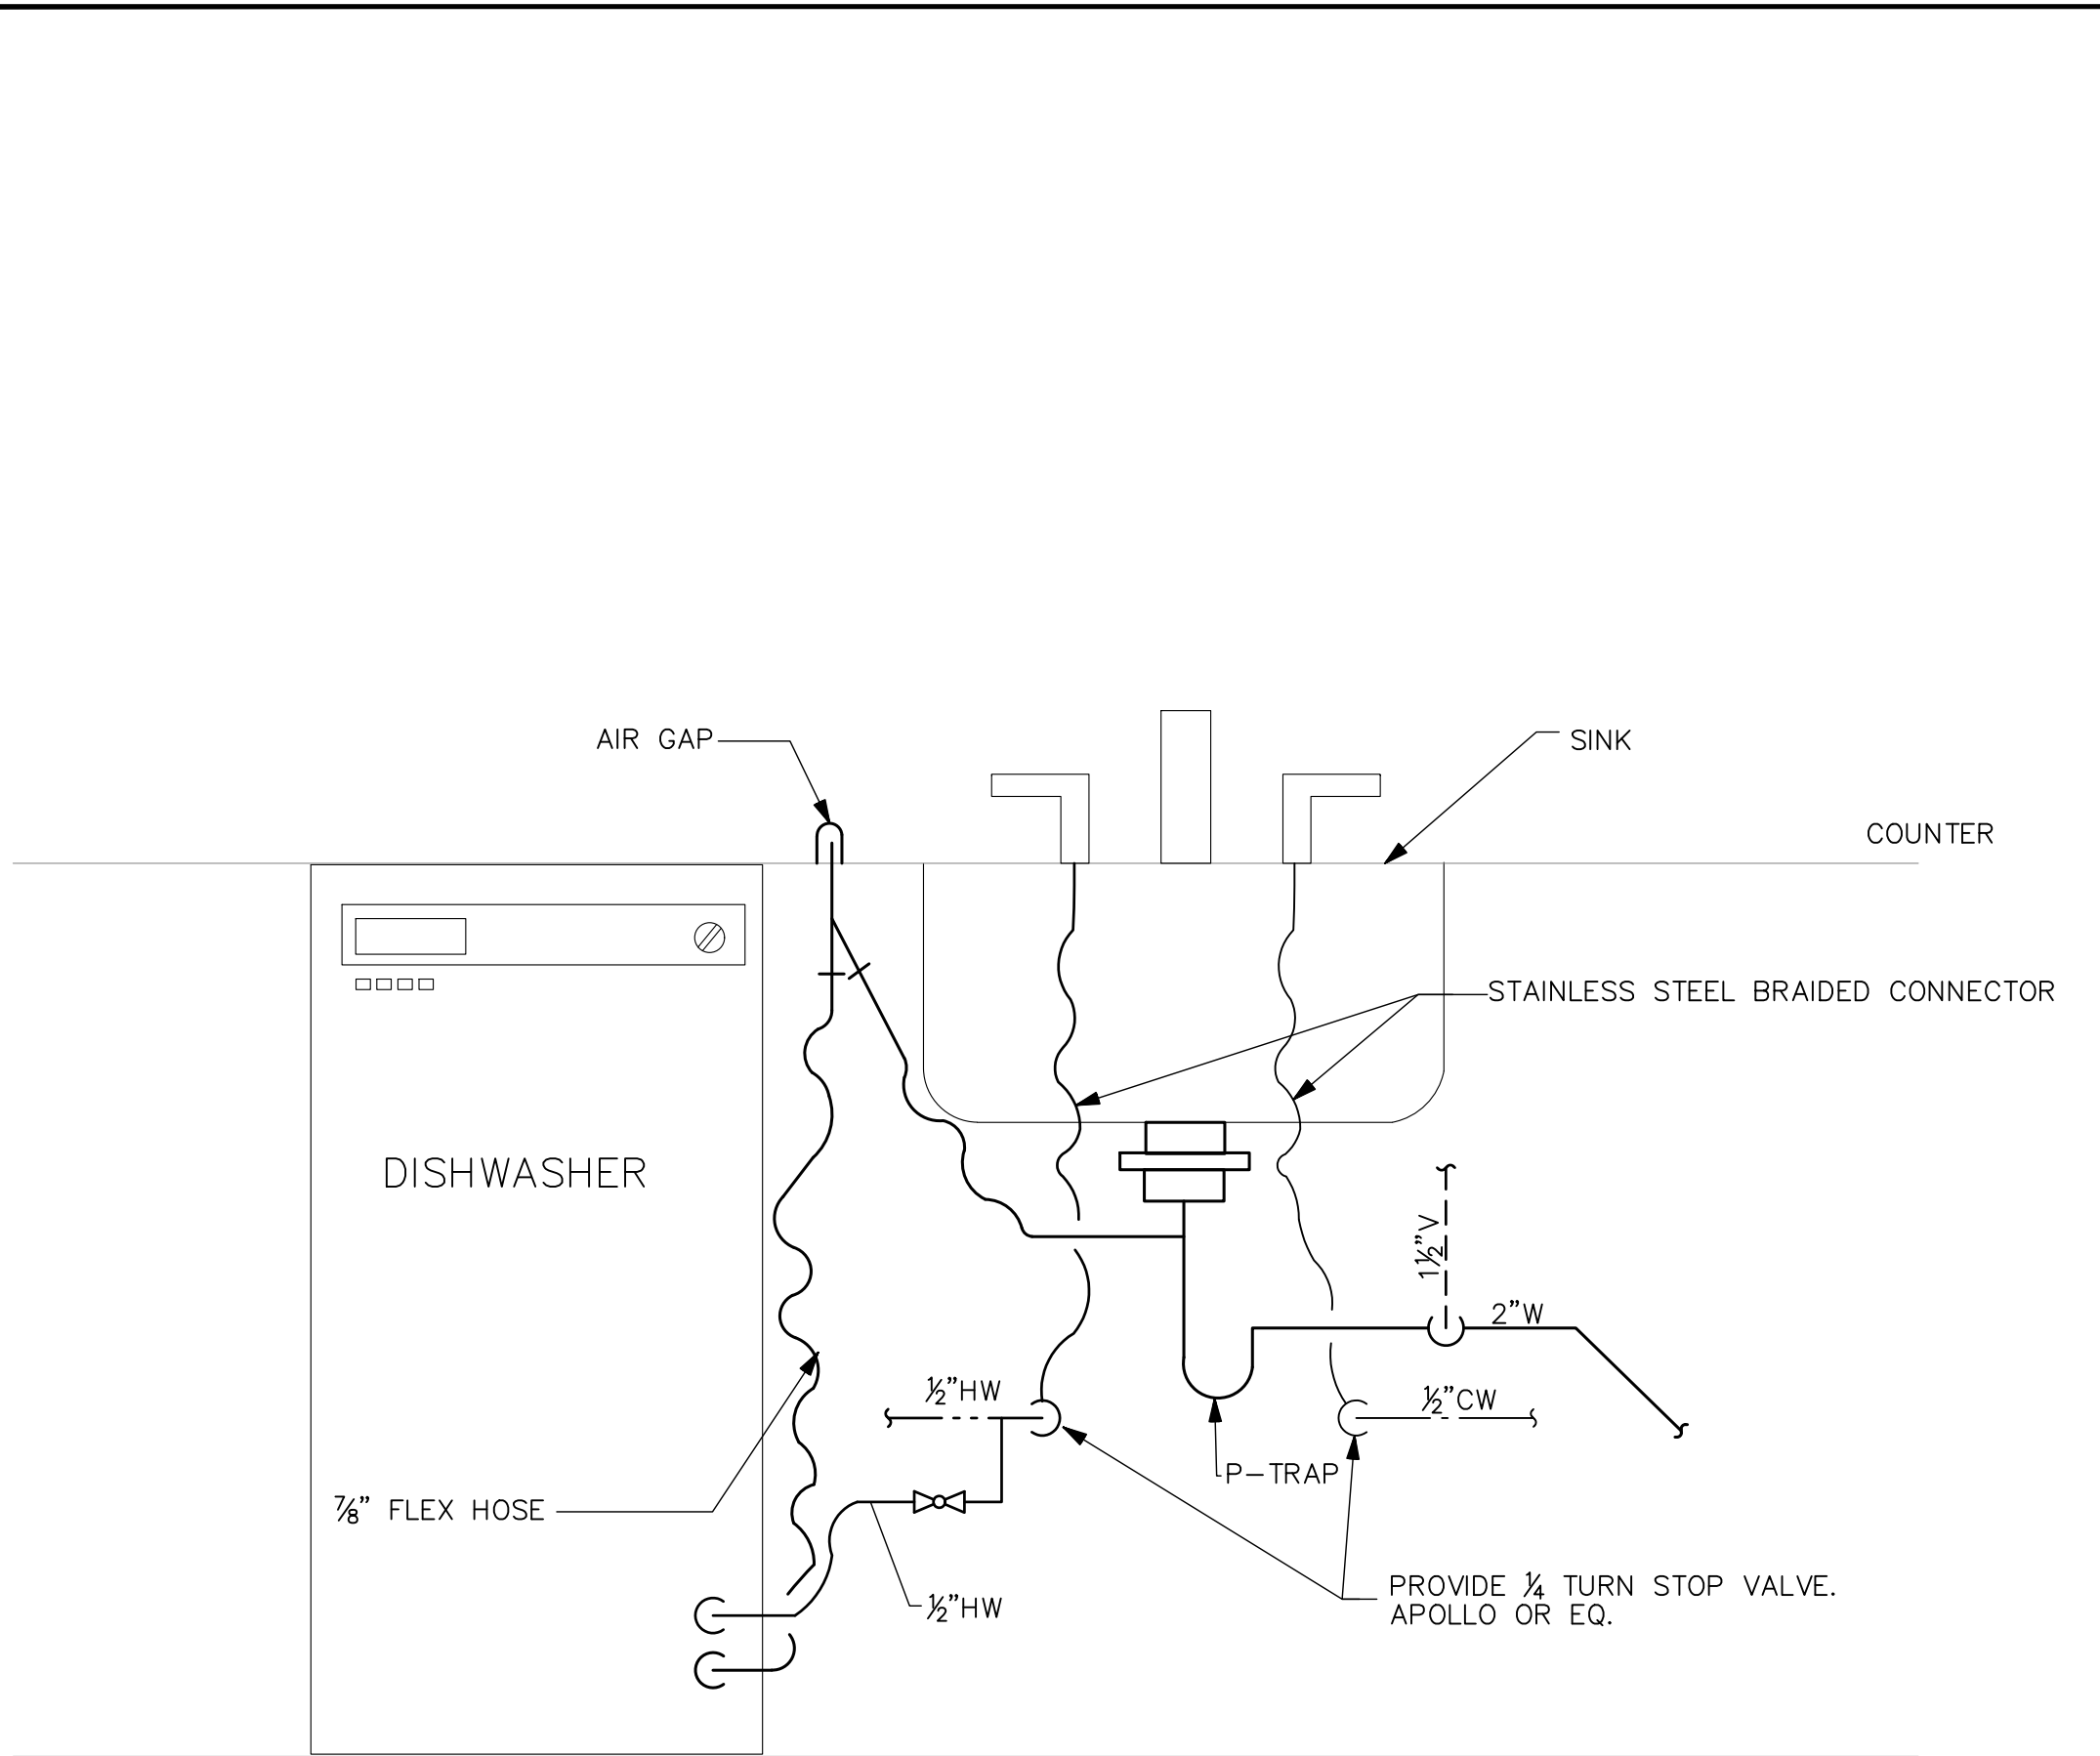 AIR GAP
SINK
COUNTER
STAINLESS STEEL BRAIDED CONNECTOR
DISHWASHER
1½"V
2"W
½"HW
½"CW
P-TRAP
⅞" FLEX HOSE
½"HW
PROVIDE ¼ TURN STOP VALVE.
APOLLO OR EQ.